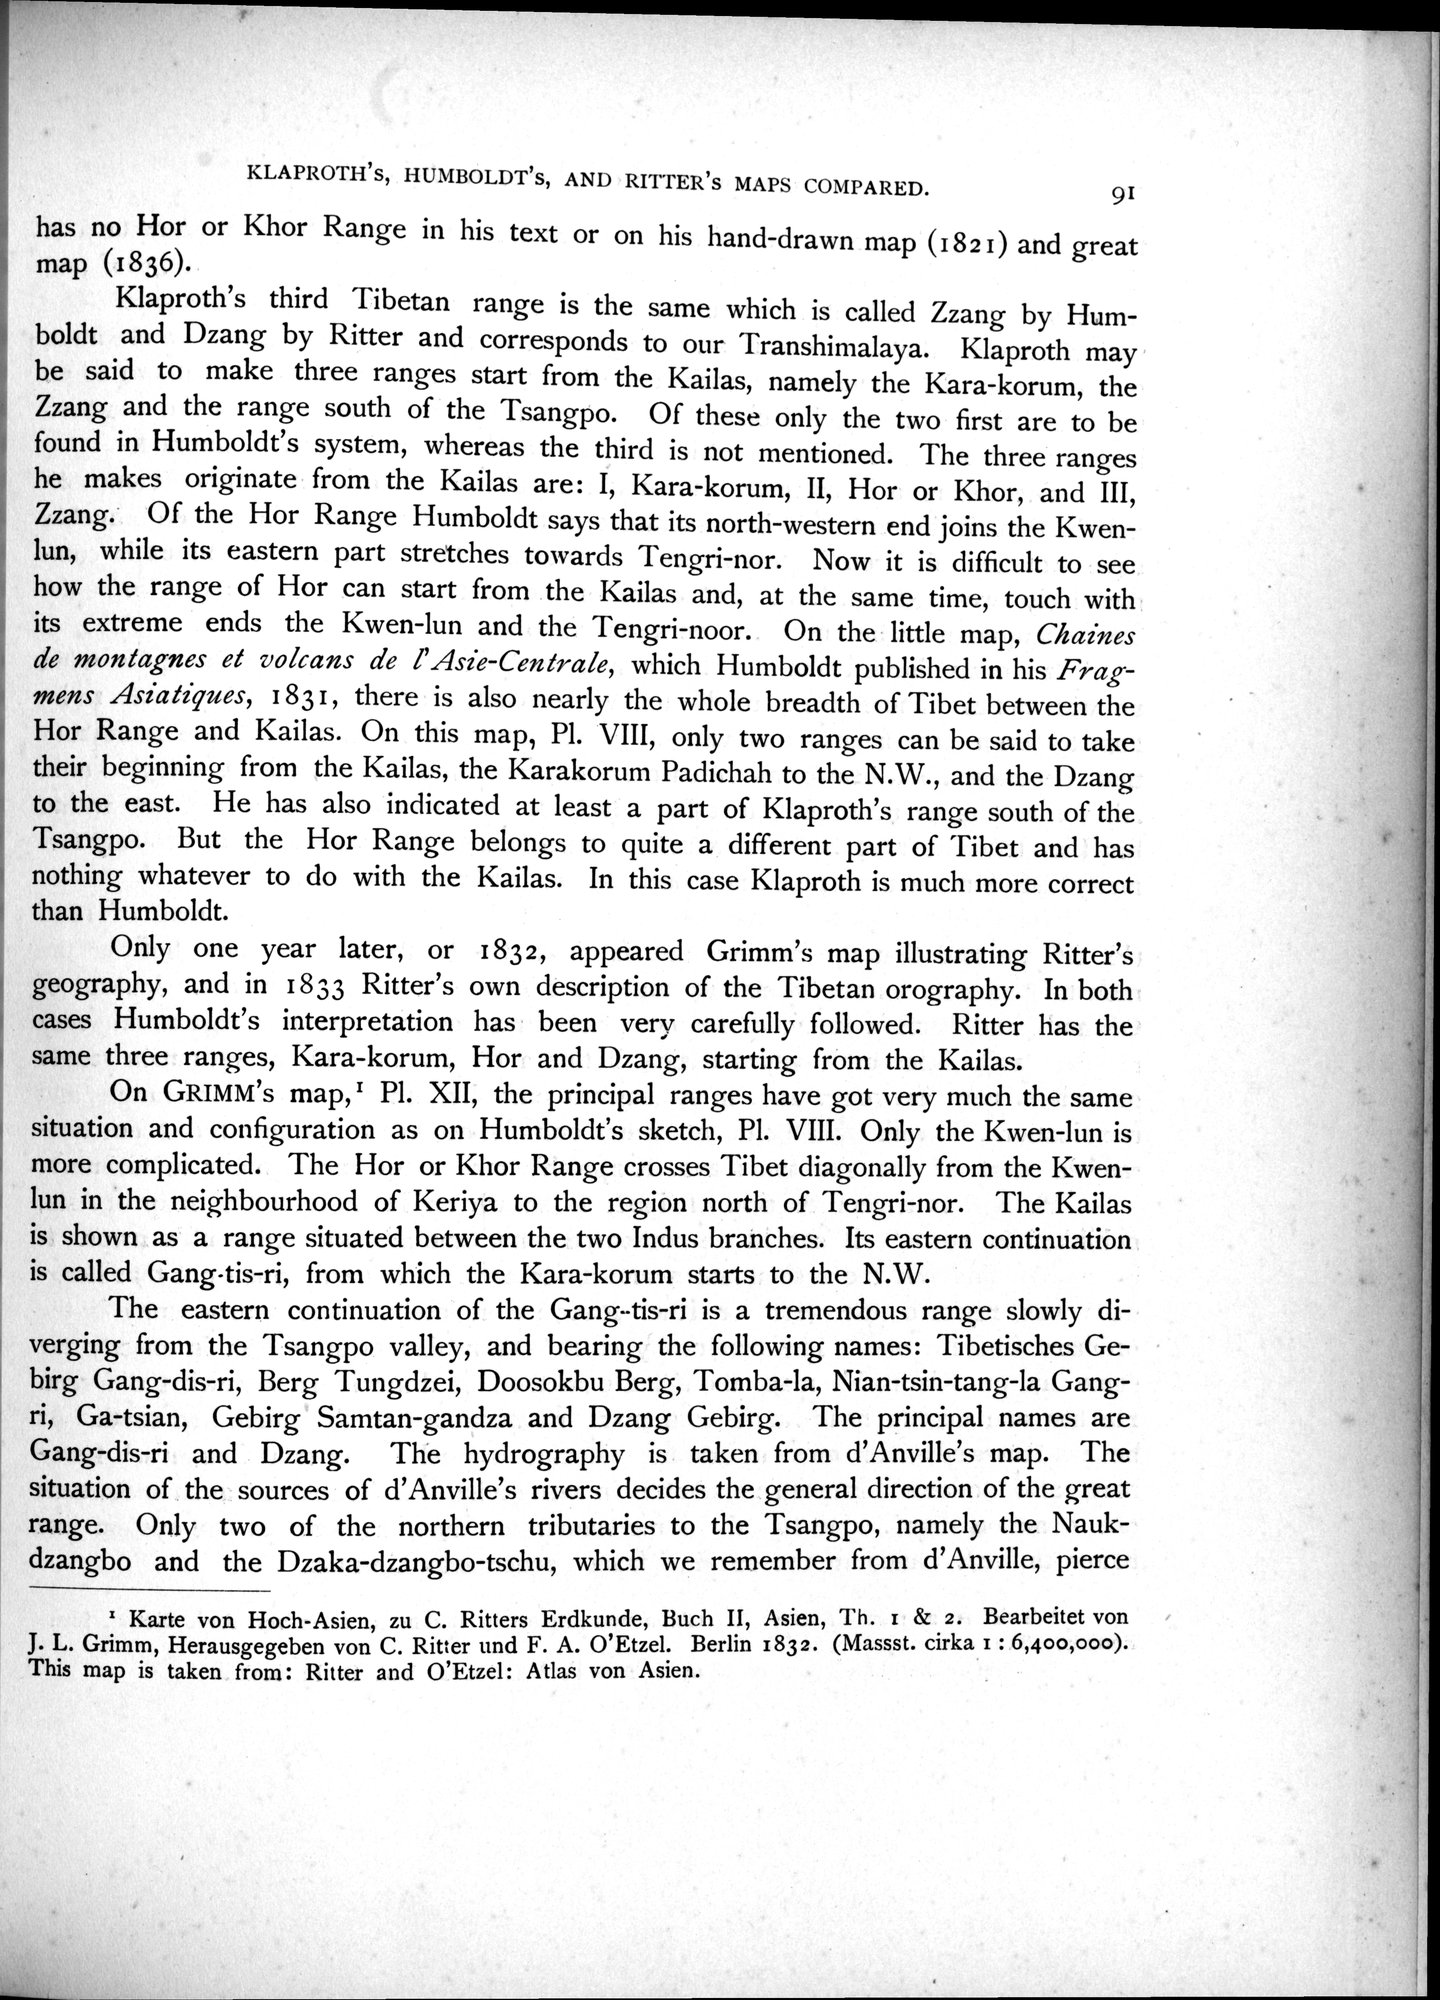 KLAPROTH'S, HUMBOLDT'S, AND RITTER'S MAPS COMPARED. 91
has no Hor or Khor Range in his text or on his hand-drawn map (1821) and great
map (1836).
Klaproth's third Tibetan range is the same which is called Zzang by Hum-
boldt and Dzang by Ritter and corresponds to our Transhimalaya. Klaproth may
be said to make three ranges start from the Kailas, namely the Kara-korum, the
Zzang and the range south of the Tsangpo. Of these only the two first are to be
found in Humboldt's system, whereas the third is not mentioned. The three ranges
he makes originate from the Kailas are: I, Kara-korum, II, Hor or Khor, and III,
Zzang. Of the Hor Range Humboldt says that its north-western end joins the Kwen-
lun, while its eastern part stretches towards Tengri-nor. Now it is difficult to see
how the range of Hor can start from the Kailas and, at the same time, touch with
its extreme ends the Kwen-lun and the Tengri-noor. On the little map, Chaines
de montagnes et volcans de l'Asie-Centrale, which Humboldt published in his Frag-
mens Asiatiques, 1831, there is also nearly the whole breadth of Tibet between the
Hor Range and Kailas. On this map, Pl. VIII, only two ranges can be said to take
their beginning from the Kailas, the Karakorum Padichah to the N.W., and the Dzang
to the east. He has also indicated at least a part of Klaproth's range south of the
Tsangpo. But the Hor Range belongs to quite a different part of Tibet and has
nothing whatever to do with the Kailas. In this case Klaproth is much more correct
than Humboldt.
Only one year later, or 1832, appeared Grimm's map illustrating Ritter's
geography, and in 1833 Ritter's own description of the Tibetan orography. In both
cases Humboldt's interpretation has been very carefully followed. Ritter has the
same three ranges, Kara-korum, Hor and Dzang, starting from the Kailas.
On GRIMM's map,¹ Pl. XII, the principal ranges have got very much the same
situation and configuration as on Humboldt's sketch, Pl. VIII. Only the Kwen-lun is
more complicated. The Hor or Khor Range crosses Tibet diagonally from the Kwen-
lun in the neighbourhood of Keriya to the region north of Tengri-nor. The Kailas
is shown as a range situated between the two Indus branches. Its eastern continuation
is called Gang-tis-ri, from which the Kara-korum starts to the N.W.
The eastern continuation of the Gang-tis-ri is a tremendous range slowly di-
verging from the Tsangpo valley, and bearing the following names: Tibetisches Ge-
birg Gang-dis-ri, Berg Tungdzei, Doosokbu Berg, Tomba-la, Nian-tsin-tang-la Gang-
ri, Ga-tsian, Gebirg Samtan-gandza and Dzang Gebirg. The principal names are
Gang-dis-ri and Dzang. The hydrography is taken from d'Anville's map. The
situation of the sources of d'Anville's rivers decides the general direction of the great
range. Only two of the northern tributaries to the Tsangpo, namely the Nauk-
dzangbo and the Dzaka-dzangbo-tschu, which we remember from d'Anville, pierce
¹ Karte von Hoch-Asien, zu C. Ritters Erdkunde, Buch II, Asien, Th. 1 & 2. Bearbeitet von
J. L. Grimm, Herausgegeben von C. Ritter und F. A. O'Etzel. Berlin 1832. (Massst. cirka 1 : 6,400,000).
This map is taken from: Ritter and O'Etzel: Atlas von Asien.